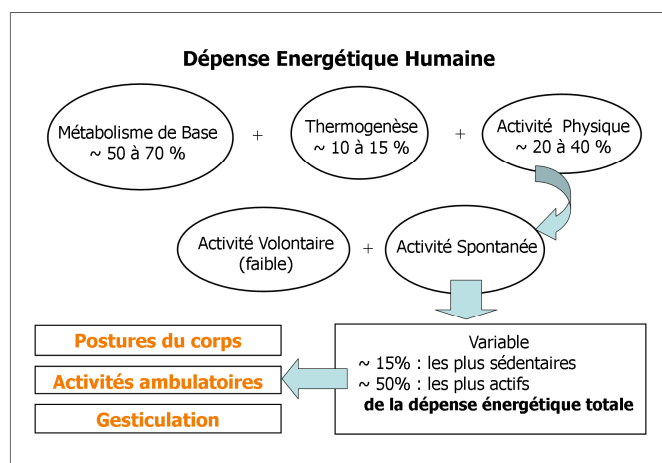 Dépense Energétique Humaine
Métabolisme de Base
~ 50 à 70 %
+
Thermogenèse
~ 10 à 15 %
+
Activité Physique
~ 20 à 40 %
Activité Volontaire
(faible)
+
Activité Spontanée
Variable
~ 15% : les plus sédentaires
~ 50% : les plus actifs
de la dépense énergétique totale
Postures du corps
Activités ambulatoires
Gesticulation